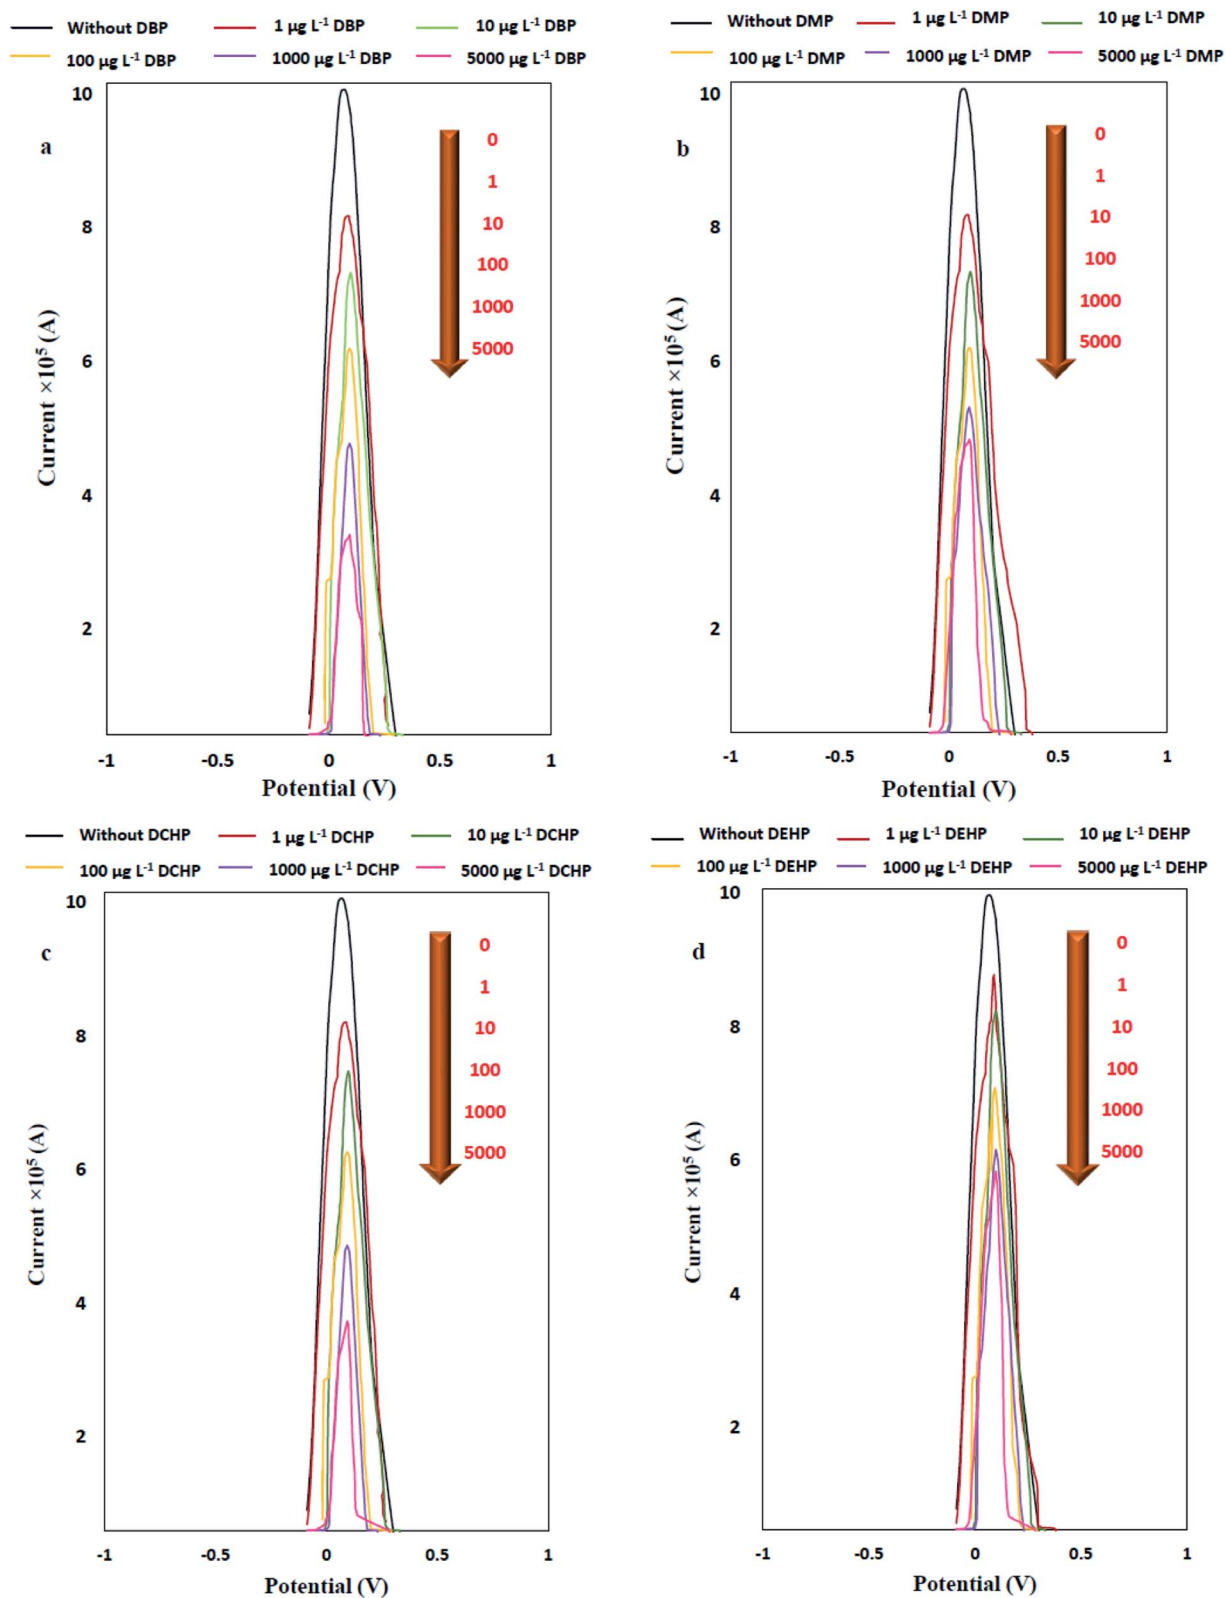 Without DBP 1 µg L⁻¹ DBP 10 µg L⁻¹ DBP
100 µg L⁻¹ DBP 1000 µg L⁻¹ DBP 5000 µg L⁻¹ DBP
a
10
8
6
4
2
Current ×10⁵ (A)
0
1
10
100
1000
5000
-1 -0.5 0 0.5 1
Potential (V)
Without DMP 1 µg L⁻¹ DMP 10 µg L⁻¹ DMP
100 µg L⁻¹ DMP 1000 µg L⁻¹ DMP 5000 µg L⁻¹ DMP
b
10
8
6
4
2
Current ×10⁵ (A)
0
1
10
100
1000
5000
-1 -0.5 0 0.5 1
Potential (V)
Without DCHP 1 µg L⁻¹ DCHP 10 µg L⁻¹ DCHP
100 µg L⁻¹ DCHP 1000 µg L⁻¹ DCHP 5000 µg L⁻¹ DCHP
c
10
8
6
4
2
Current ×10⁵ (A)
0
1
10
100
1000
5000
-1 -0.5 0 0.5 1
Potential (V)
Without DEHP 1 µg L⁻¹ DEHP 10 µg L⁻¹ DEHP
100 µg L⁻¹ DEHP 1000 µg L⁻¹ DEHP 5000 µg L⁻¹ DEHP
d
10
8
6
4
2
Current ×10⁵ (A)
0
1
10
100
1000
5000
-1 -0.5 0 0.5 1
Potential (V)